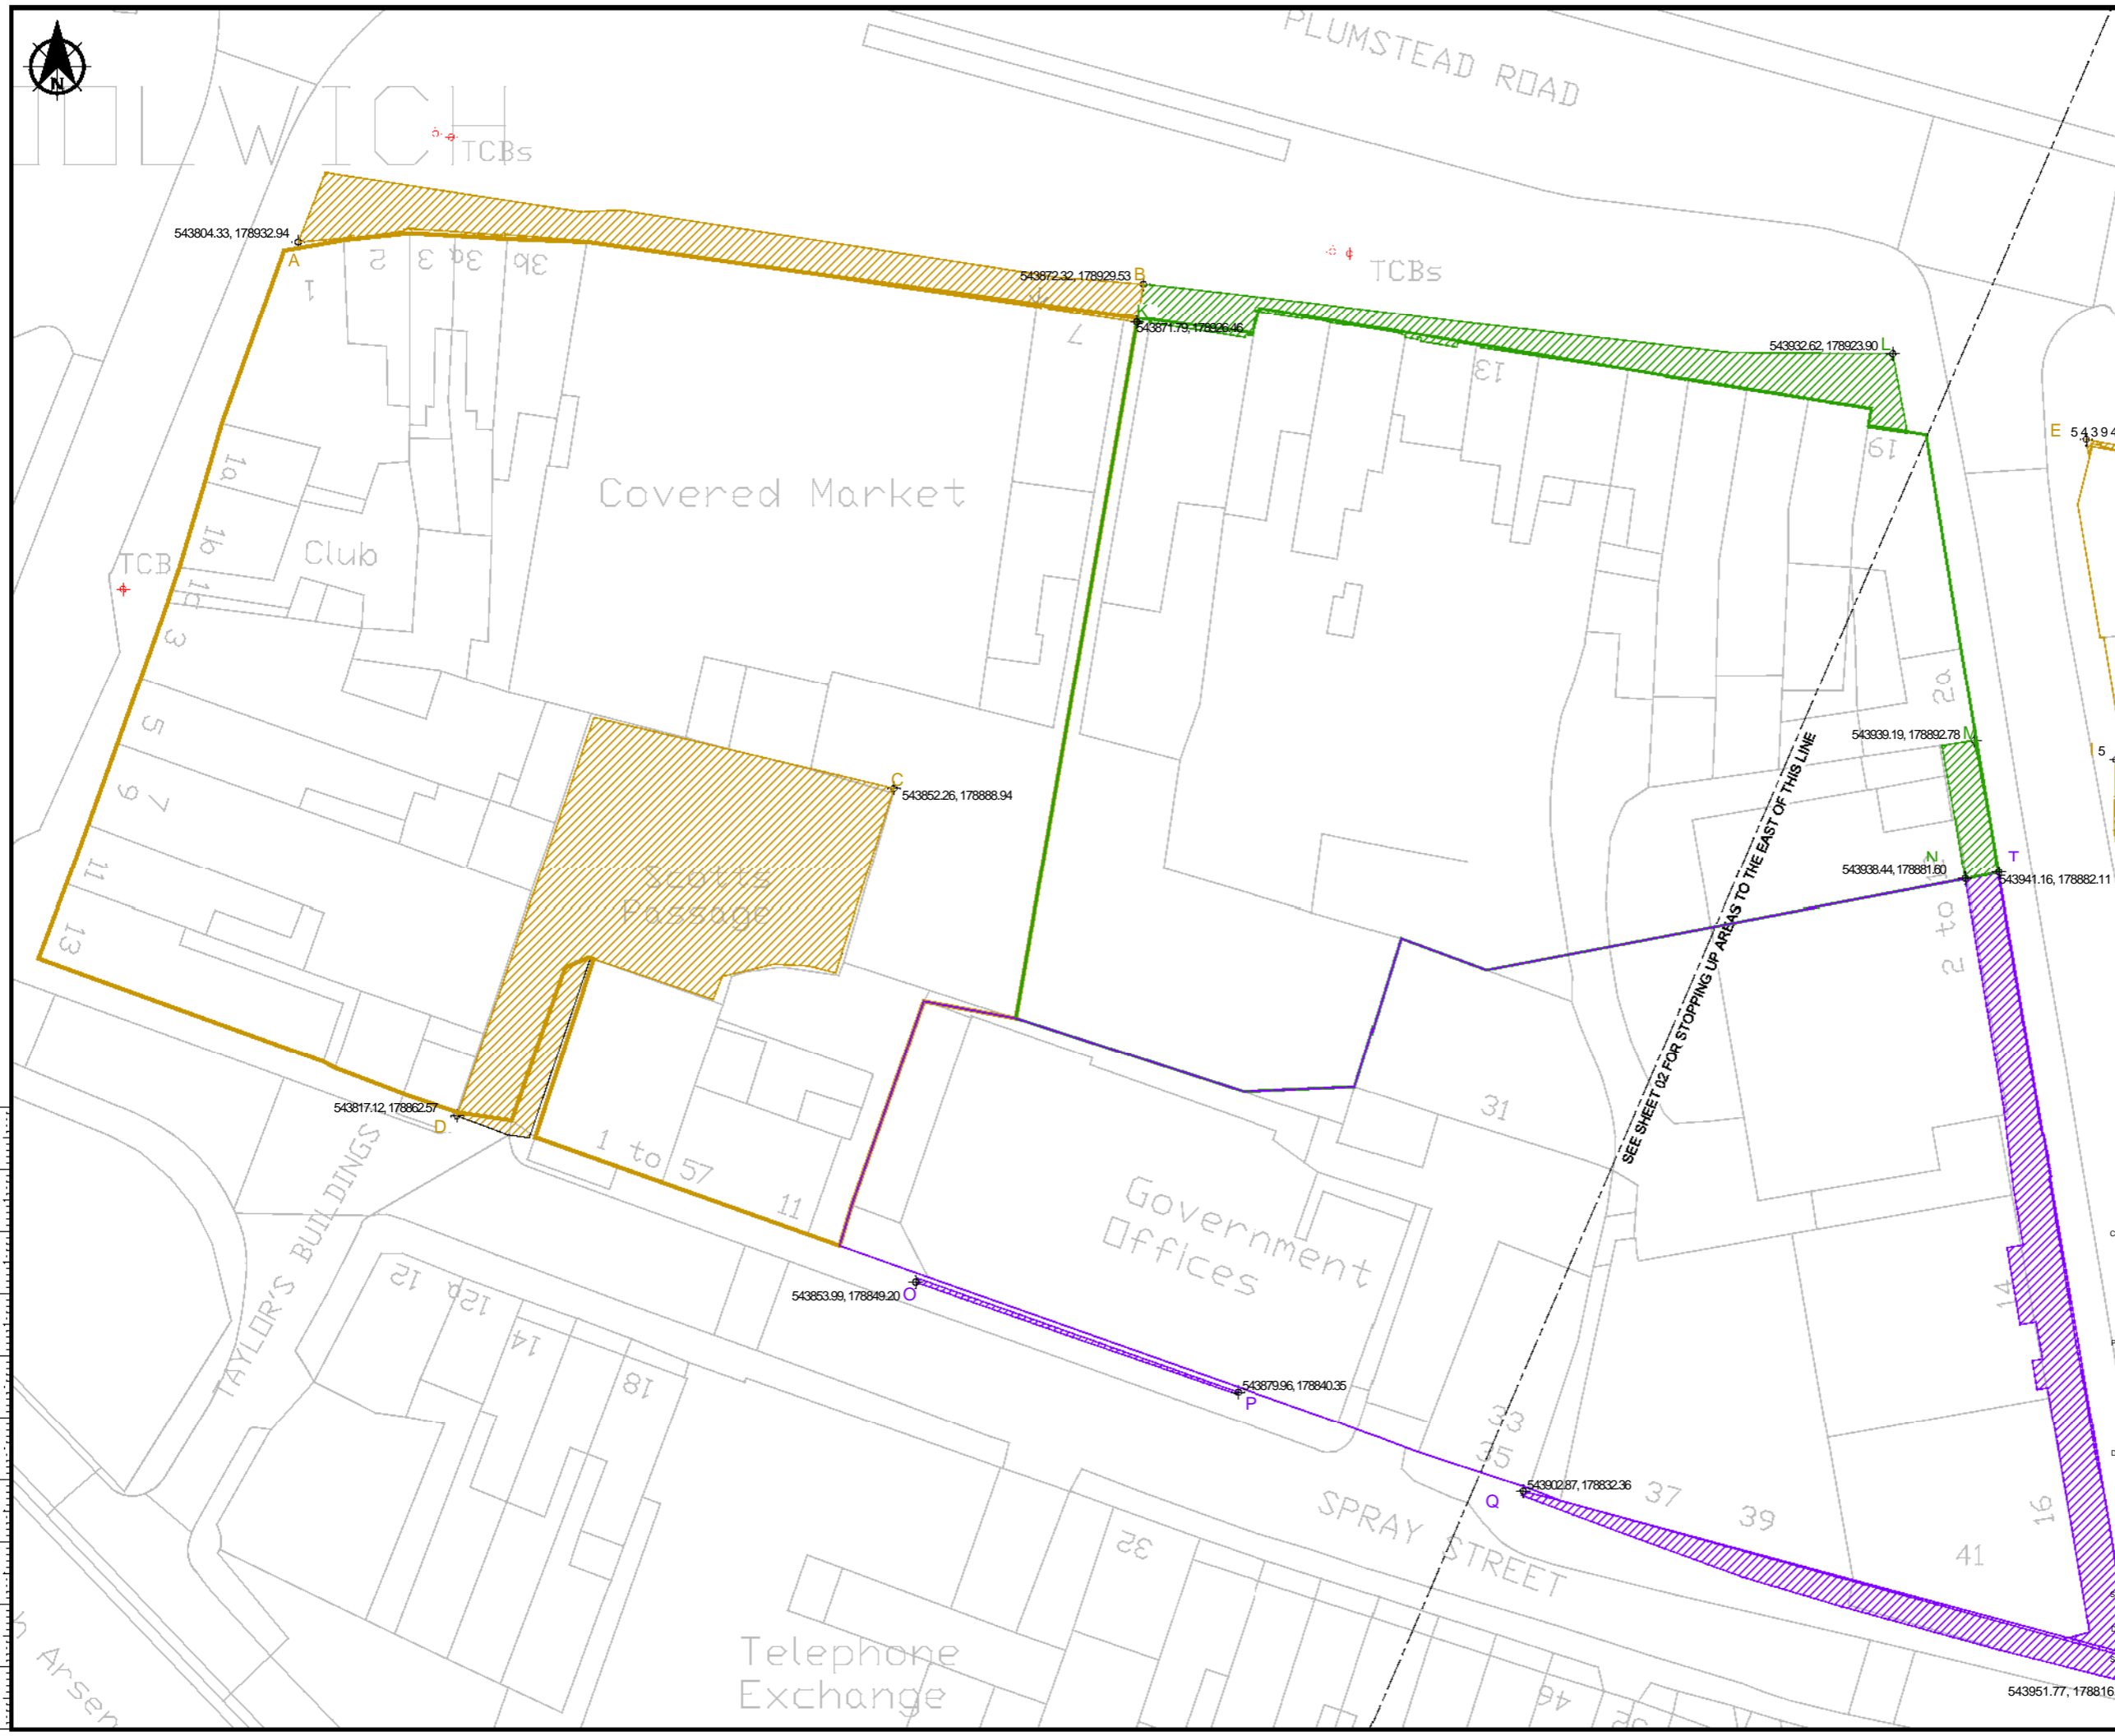 N
PLUMSTEAD ROAD
TCBs
543804.33, 178932.94
A
1
2
3
3a
3b
543872.32, 178929.53
B
TCBs
K
543871.79, 178926.46
7
13
543932.62, 178923.90
L
19
E
1a
Covered Market
1b
Club
TCB
3
2a
5
543939.19, 178892.78
M
SEE SHEET 02 FOR STOPPING UP AREAS TO THE EAST OF THIS LINE
C
543852.26, 178888.94
7
9
11
Scotts
Passage
N
T
543938.44, 178881.60
543941.16, 178882.11
13
2 to
543817.12, 178862.57
D
31
1 to 57
11
TAYLOR'S BUILDINGS
Government
Offices
12
12a
14
18
543853.99, 178849.20
O
14
543879.96, 178840.35
P
33
35
543902.87, 178832.36
Q
37
39
16
SPRAY STREET
32
41
Telephone
Exchange
Arsen
46
543951.77, 178816